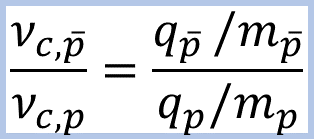 ν_{c,p̄} / ν_{c,p} = (q_{p̄}/m_{p̄}) / (q_p/m_p)